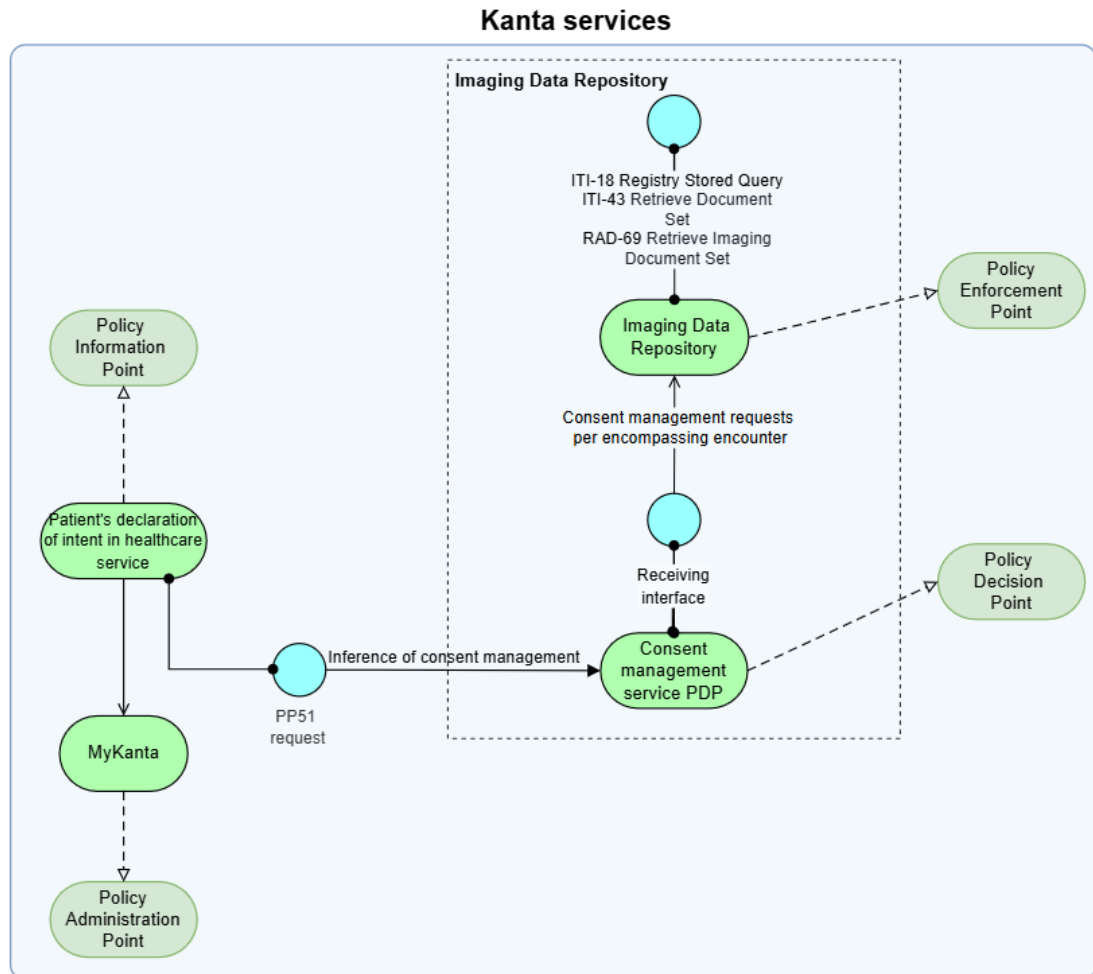 Kanta services
Imaging Data Repository
ITI-18 Registry Stored Query
ITI-43 Retrieve Document
Set
RAD-69 Retrieve Imaging
Document Set
Policy
Enforcement
Point
Imaging Data
Repository
Policy
Information
Point
Consent management requests
per encompassing encounter
Patient's declaration
of intent in healthcare
service
Receiving
interface
Policy
Decision
Point
Inference of consent management
Consent
management
service PDP
PP51
request
MyKanta
Policy
Administration
Point